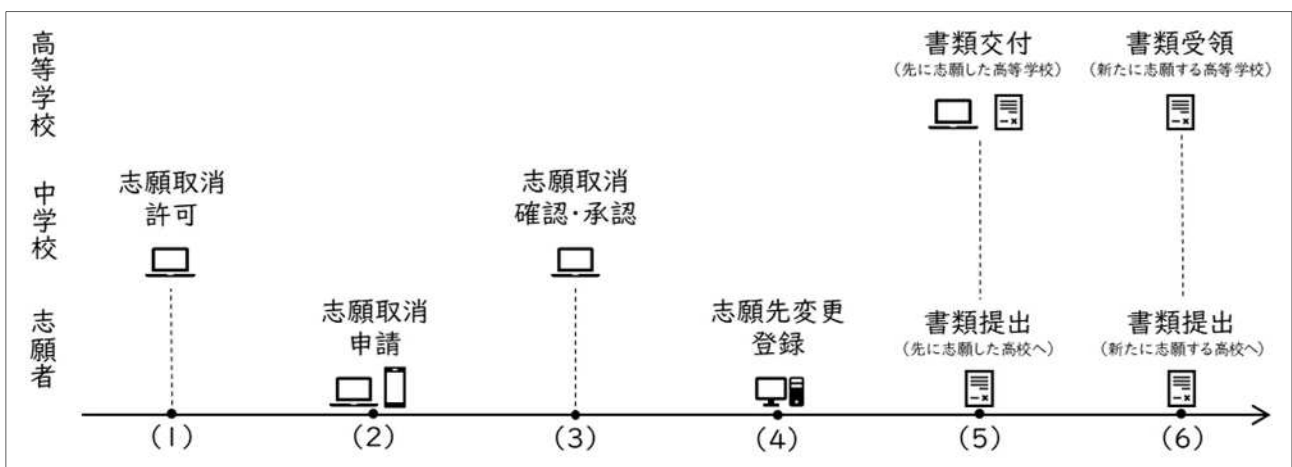 高等学校
書類交付
(先に志願した高等学校)
書類受領
(新たに志願する高等学校)
中学校
志願取消
許可
志願取消
確認・承認
志願者
志願取消
申請
志願先変更
登録
書類提出
(先に志願した高校へ)
書類提出
(新たに志願する高校へ)
(1)
(2)
(3)
(4)
(5)
(6)